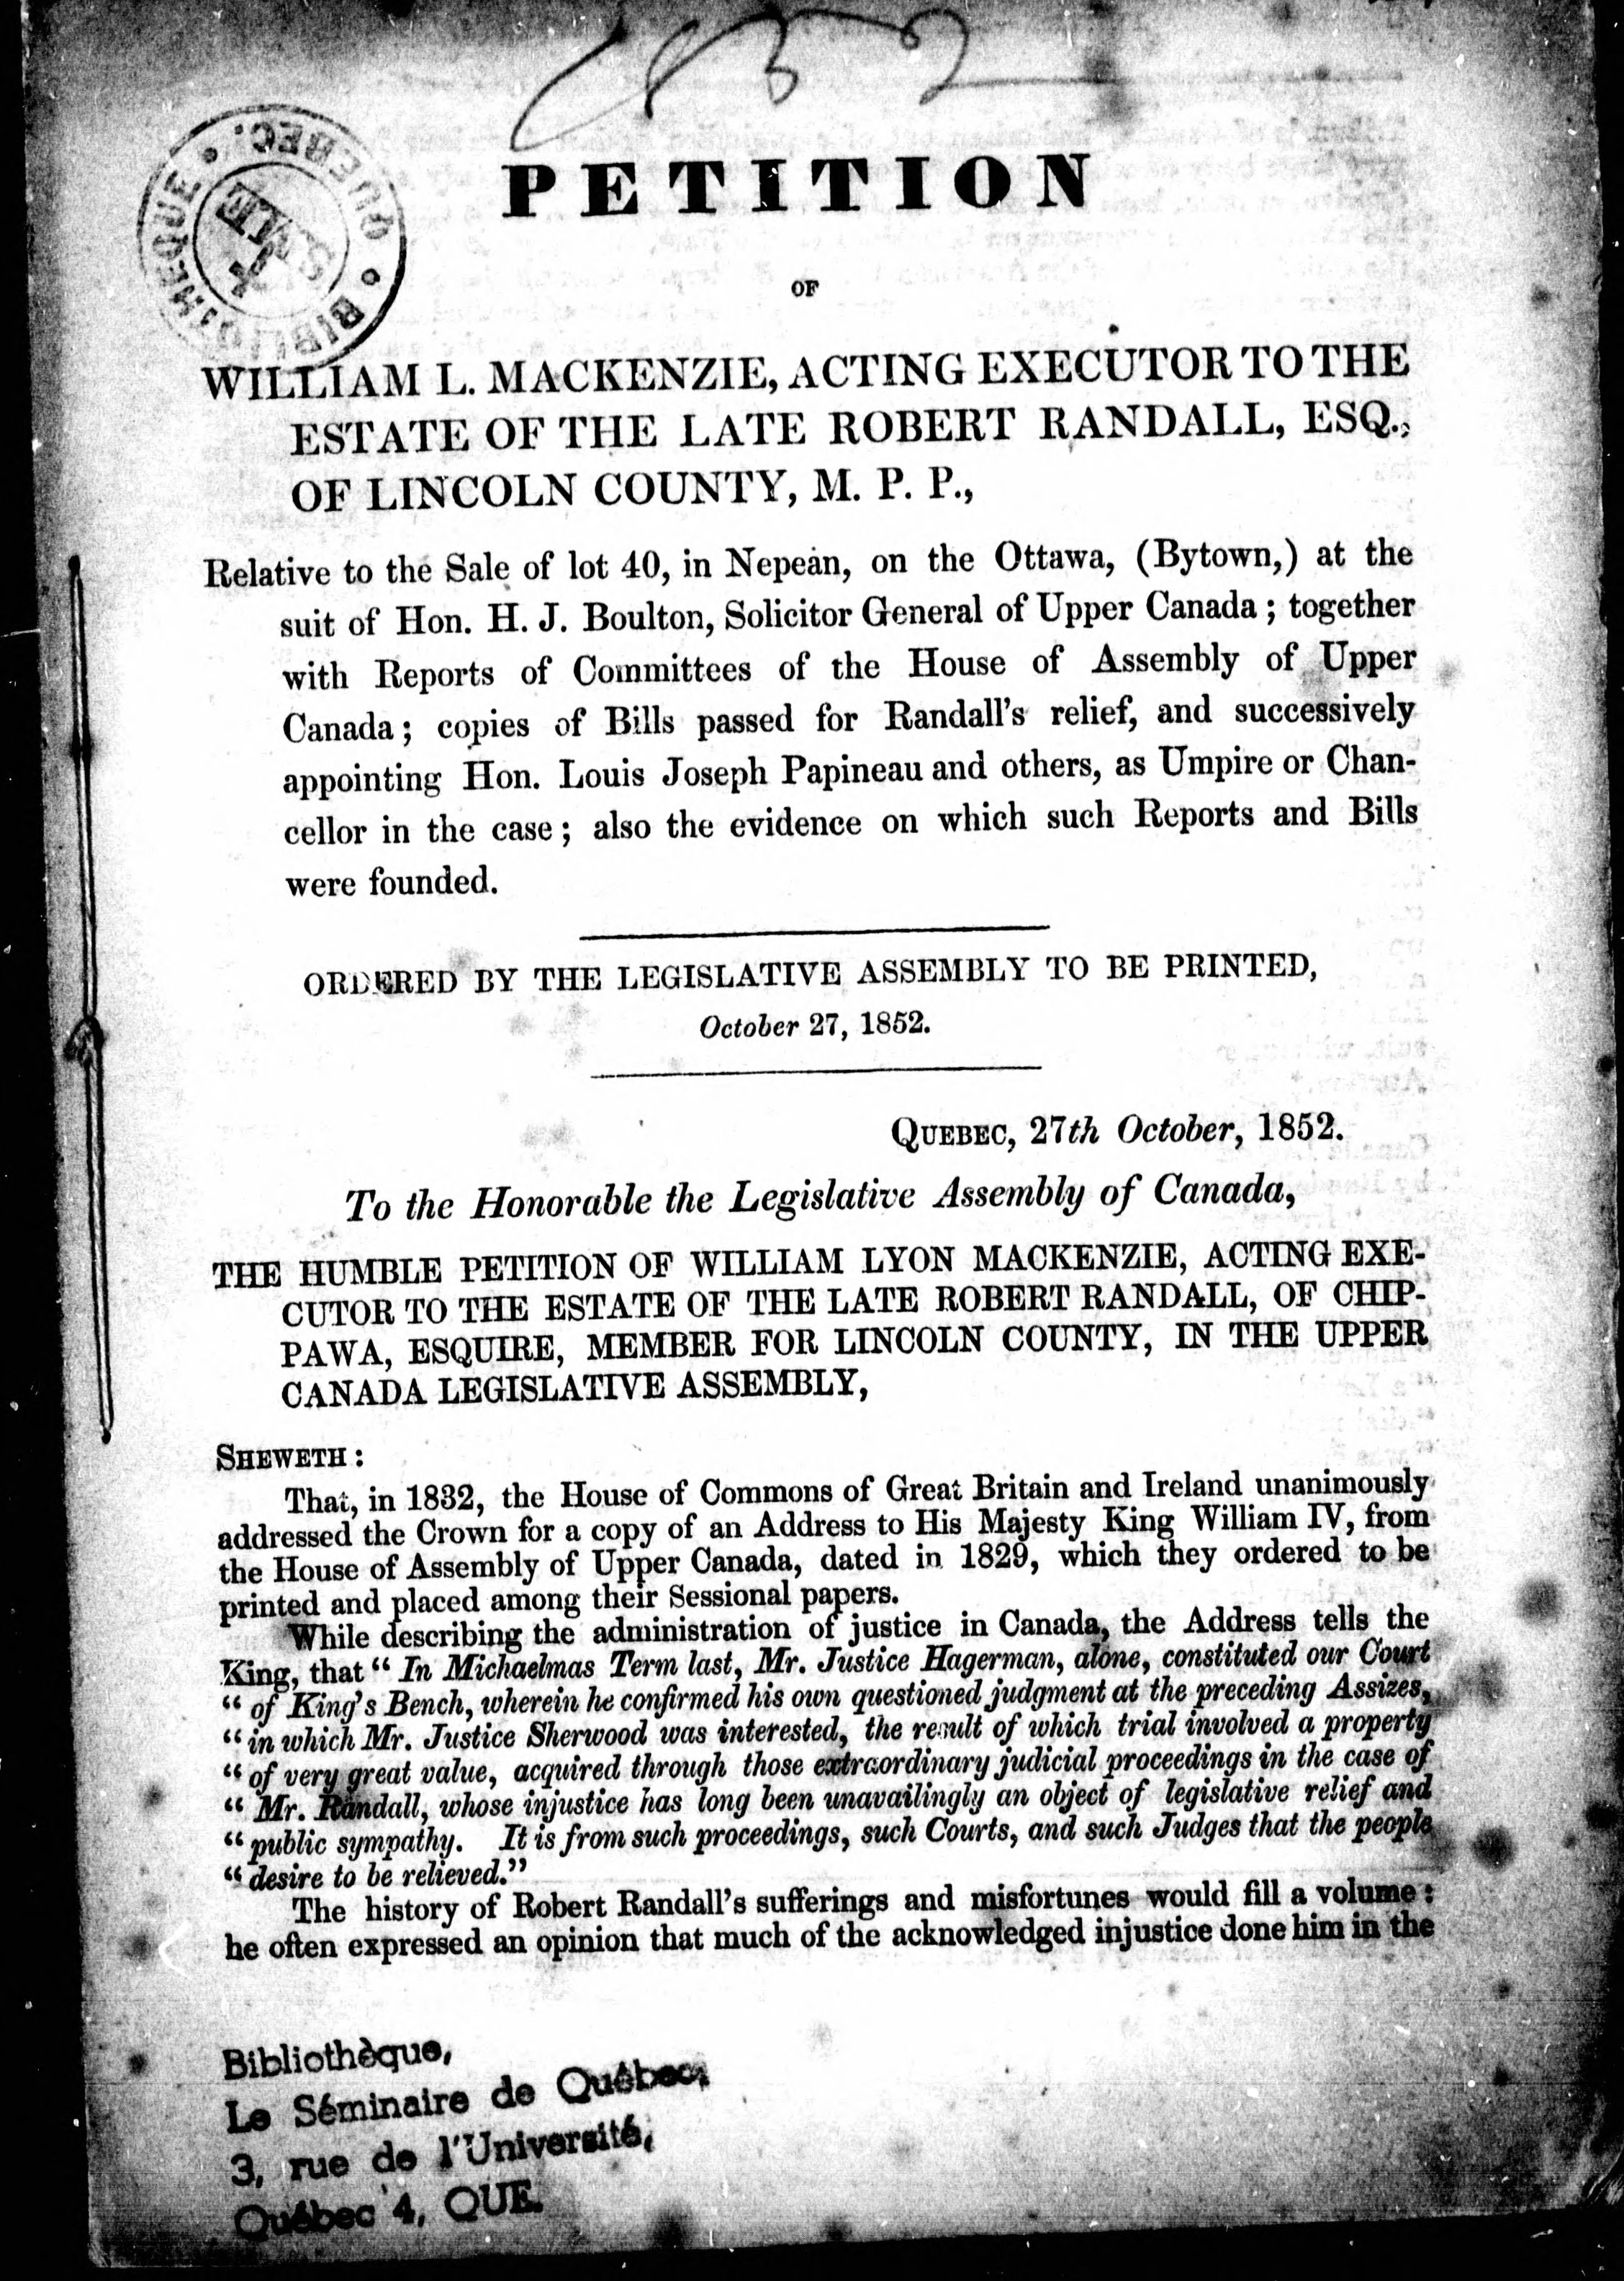 1852
BIBLIOTHEQUE • QUEBEC •
S M E
PETITION
OF
WILLIAM L. MACKENZIE, ACTING EXECUTOR TO THE
ESTATE OF THE LATE ROBERT RANDALL, ESQ.,
OF LINCOLN COUNTY, M. P. P.,
Relative to the Sale of lot 40, in Nepean, on the Ottawa, (Bytown,) at the
suit of Hon. H. J. Boulton, Solicitor General of Upper Canada; together
with Reports of Committees of the House of Assembly of Upper
Canada; copies of Bills passed for Randall's relief, and successively
appointing Hon. Louis Joseph Papineau and others, as Umpire or Chan-
cellor in the case; also the evidence on which such Reports and Bills
were founded.
ORDERED BY THE LEGISLATIVE ASSEMBLY TO BE PRINTED,
October 27, 1852.
QUEBEC, 27th October, 1852.
To the Honorable the Legislative Assembly of Canada,
THE HUMBLE PETITION OF WILLIAM LYON MACKENZIE, ACTING EXE-
CUTOR TO THE ESTATE OF THE LATE ROBERT RANDALL, OF CHIP-
PAWA, ESQUIRE, MEMBER FOR LINCOLN COUNTY, IN THE UPPER
CANADA LEGISLATIVE ASSEMBLY,
SHEWETH:
That, in 1832, the House of Commons of Great Britain and Ireland unanimously
addressed the Crown for a copy of an Address to His Majesty King William IV, from
the House of Assembly of Upper Canada, dated in 1829, which they ordered to be
printed and placed among their Sessional papers.
While describing the administration of justice in Canada, the Address tells the
King, that "In Michaelmas Term last, Mr. Justice Hagerman, alone, constituted our Court
"of King's Bench, wherein he confirmed his own questioned judgment at the preceding Assizes,
"in which Mr. Justice Sherwood was interested, the result of which trial involved a property
"of very great value, acquired through those extraordinary judicial proceedings in the case of
"Mr. Randall, whose injustice has long been unavailingly an object of legislative relief and
"public sympathy. It is from such proceedings, such Courts, and such Judges that the people
"desire to be relieved."
The history of Robert Randall's sufferings and misfortunes would fill a volume:
he often expressed an opinion that much of the acknowledged injustice done him in the
Bibliothèque,
Le Séminaire de Québec,
3, rue de l'Université,
Québec 4, QUE.